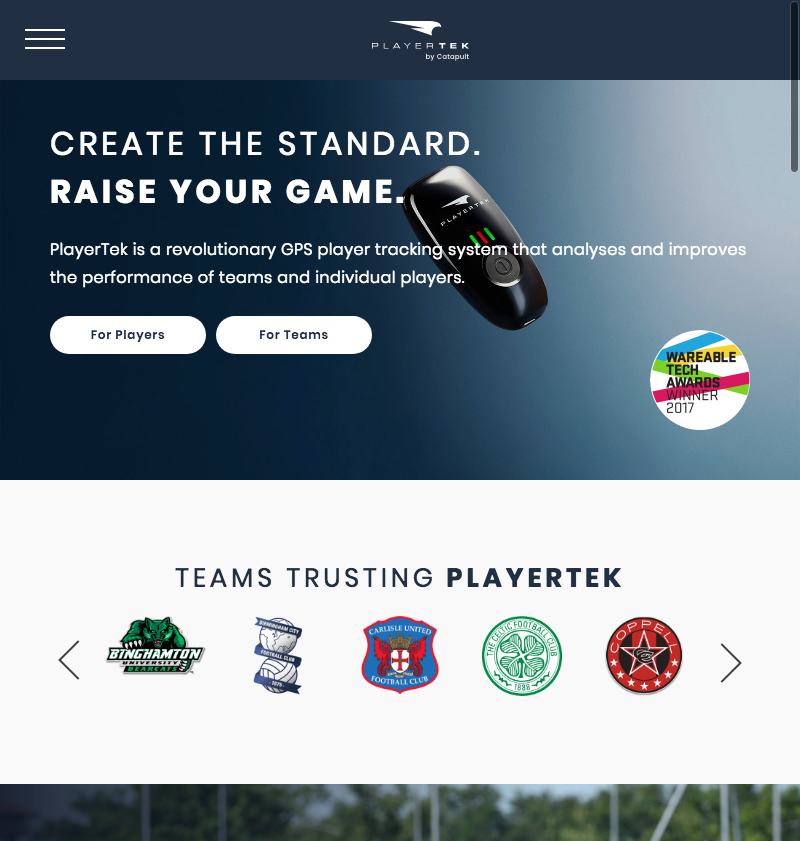 PLAYERTEK
by Catapult
CREATE THE STANDARD.
RAISE YOUR GAME.
PLAYERTEK
PlayerTek is a revolutionary GPS player tracking system that analyses and improves
the performance of teams and individual players.
For Players
For Teams
WAREABLE
TECH
AWARDS
WINNER
2017
TEAMS TRUSTING PLAYERTEK
BINGHAMTON
UNIVERSITY
BEARCATS
BIRMINGHAM CITY
FOOTBALL CLUB
1875
CARLISLE UNITED
FOOTBALL CLUB
THE CELTIC FOOTBALL CLUB
1888
COPPELL